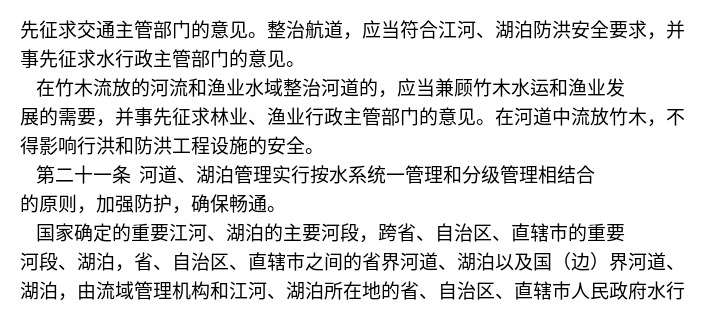 先征求交通主管部门的意见。整治航道，应当符合江河、湖泊防洪安全要求，并
事先征求水行政主管部门的意见。
在竹木流放的河流和渔业水域整治河道的，应当兼顾竹木水运和渔业发
展的需要，并事先征求林业、渔业行政主管部门的意见。在河道中流放竹木，不
得影响行洪和防洪工程设施的安全。
第二十一条 河道、湖泊管理实行按水系统一管理和分级管理相结合
的原则，加强防护，确保畅通。
国家确定的重要江河、湖泊的主要河段，跨省、自治区、直辖市的重要
河段、湖泊，省、自治区、直辖市之间的省界河道、湖泊以及国（边）界河道、
湖泊，由流域管理机构和江河、湖泊所在地的省、自治区、直辖市人民政府水行